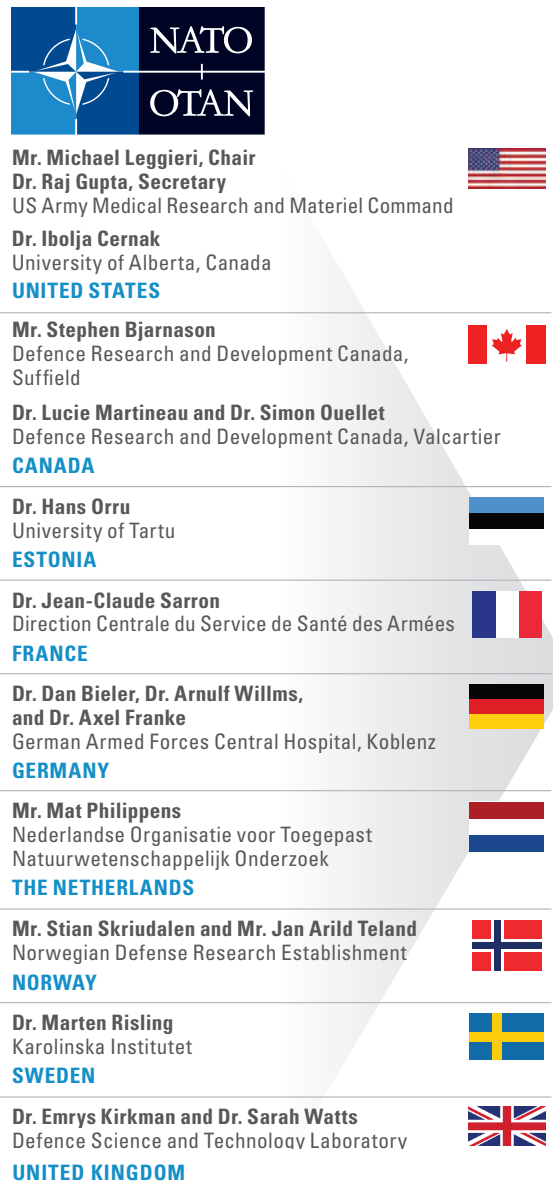 NATO
OTAN
Mr. Michael Leggieri, Chair
Dr. Raj Gupta, Secretary
US Army Medical Research and Materiel Command
Dr. Ibolja Cernak
University of Alberta, Canada
UNITED STATES
Mr. Stephen Bjarnason
Defence Research and Development Canada,
Suffield
Dr. Lucie Martineau and Dr. Simon Ouellet
Defence Research and Development Canada, Valcartier
CANADA
Dr. Hans Orru
University of Tartu
ESTONIA
Dr. Jean-Claude Sarron
Direction Centrale du Service de Santé des Armées
FRANCE
Dr. Dan Bieler, Dr. Arnulf Willms,
and Dr. Axel Franke
German Armed Forces Central Hospital, Koblenz
GERMANY
Mr. Mat Philippens
Nederlandse Organisatie voor Toegepast
Natuurwetenschappelijk Onderzoek
THE NETHERLANDS
Mr. Stian Skriudalen and Mr. Jan Arild Teland
Norwegian Defense Research Establishment
NORWAY
Dr. Marten Risling
Karolinska Institutet
SWEDEN
Dr. Emrys Kirkman and Dr. Sarah Watts
Defence Science and Technology Laboratory
UNITED KINGDOM